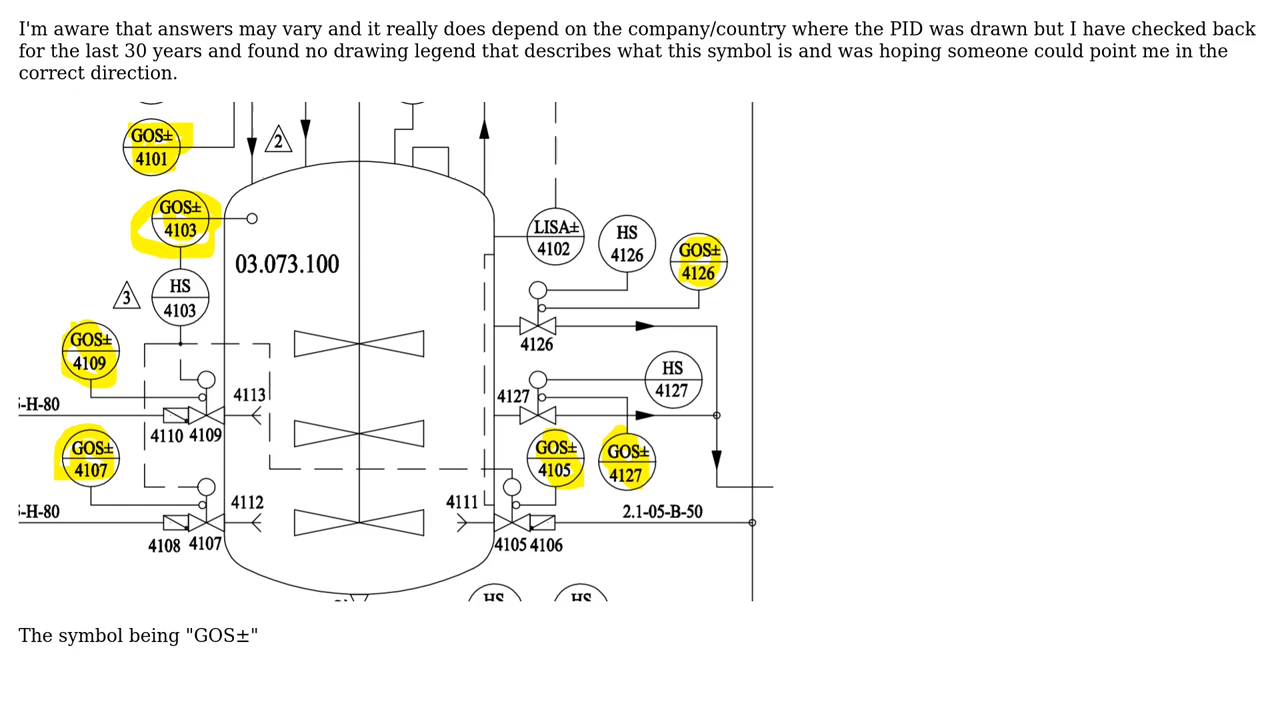 I'm aware that answers may vary and it really does depend on the company/country where the PID was drawn but I have checked back
for the last 30 years and found no drawing legend that describes what this symbol is and was hoping someone could point me in the
correct direction.
GOS±
4101
2
GOS±
4103
LISA±
4102
HS
4126
GOS±
4126
03.073.100
3
HS
4103
4126
GOS±
4109
HS
4127
4113
4127
-H-80
4110 4109
GOS±
4107
GOS±
4105
GOS±
4127
4112
4111
2.1-05-B-50
-H-80
4108 4107
4105 4106
HS
HS
The symbol being "GOS±"